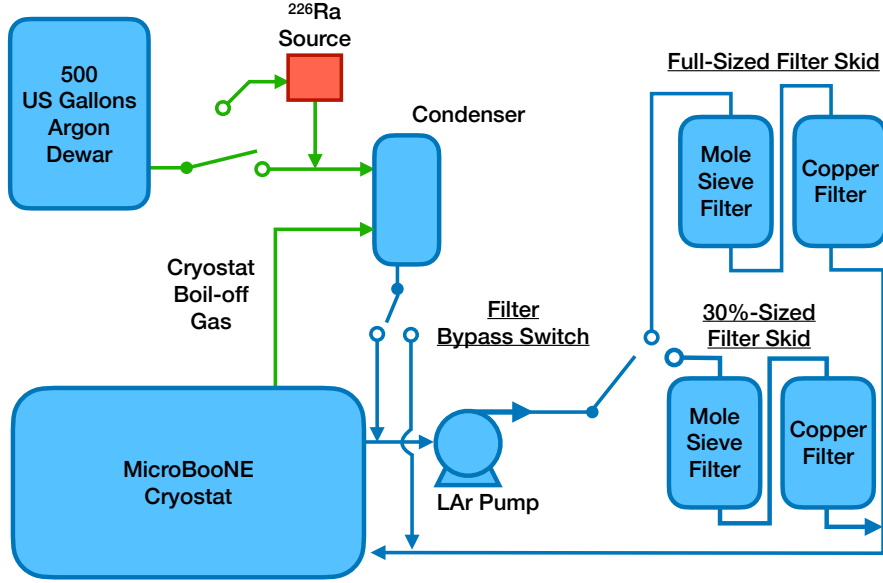 ²²⁶Ra
Source
500
US Gallons
Argon
Dewar
Condenser
Full-Sized Filter Skid
Mole
Sieve
Filter
Copper
Filter
Cryostat
Boil-off
Gas
Filter
Bypass Switch
30%-Sized
Filter Skid
Mole
Sieve
Filter
Copper
Filter
MicroBooNE
Cryostat
LAr Pump